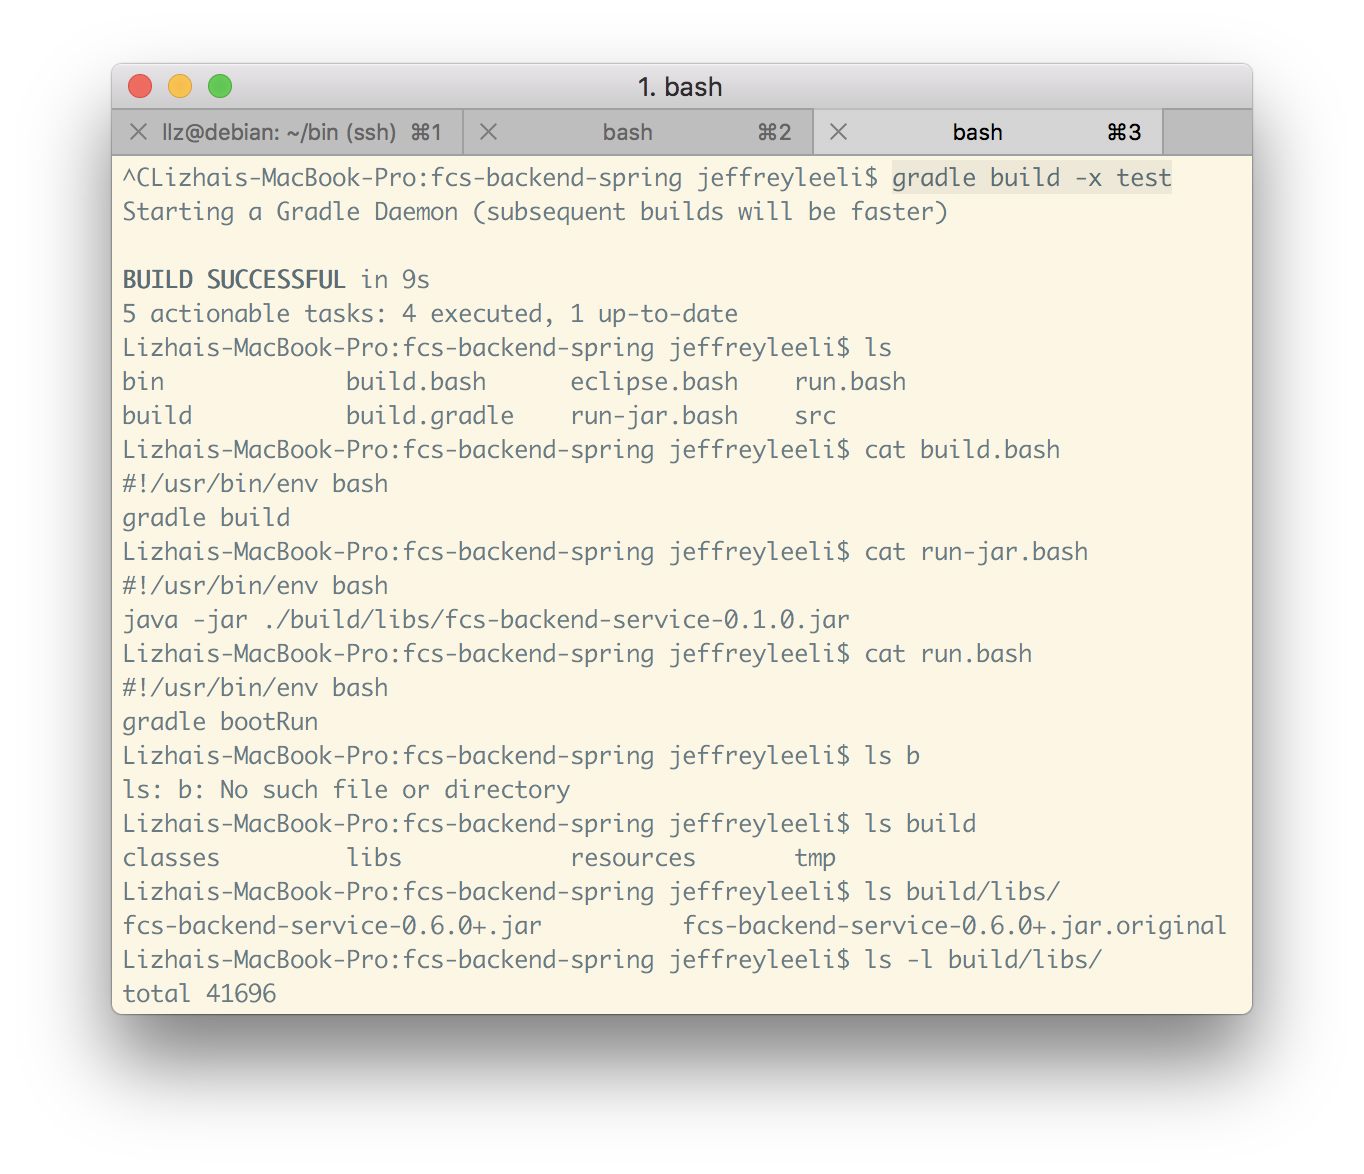 1. bash
llz@debian: ~/bin (ssh) ⌘1 bash ⌘2 bash ⌘3
^CLizhais-MacBook-Pro:fcs-backend-spring jeffreyleeli$ gradle build -x test
Starting a Gradle Daemon (subsequent builds will be faster)
BUILD SUCCESSFUL in 9s
5 actionable tasks: 4 executed, 1 up-to-date
Lizhais-MacBook-Pro:fcs-backend-spring jeffreyleeli$ ls
bin build.bash eclipse.bash run.bash
build build.gradle run-jar.bash src
Lizhais-MacBook-Pro:fcs-backend-spring jeffreyleeli$ cat build.bash
#!/usr/bin/env bash
gradle build
Lizhais-MacBook-Pro:fcs-backend-spring jeffreyleeli$ cat run-jar.bash
#!/usr/bin/env bash
java -jar ./build/libs/fcs-backend-service-0.1.0.jar
Lizhais-MacBook-Pro:fcs-backend-spring jeffreyleeli$ cat run.bash
#!/usr/bin/env bash
gradle bootRun
Lizhais-MacBook-Pro:fcs-backend-spring jeffreyleeli$ ls b
ls: b: No such file or directory
Lizhais-MacBook-Pro:fcs-backend-spring jeffreyleeli$ ls build
classes libs resources tmp
Lizhais-MacBook-Pro:fcs-backend-spring jeffreyleeli$ ls build/libs/
fcs-backend-service-0.6.0+.jar fcs-backend-service-0.6.0+.jar.original
Lizhais-MacBook-Pro:fcs-backend-spring jeffreyleeli$ ls -l build/libs/
total 41696